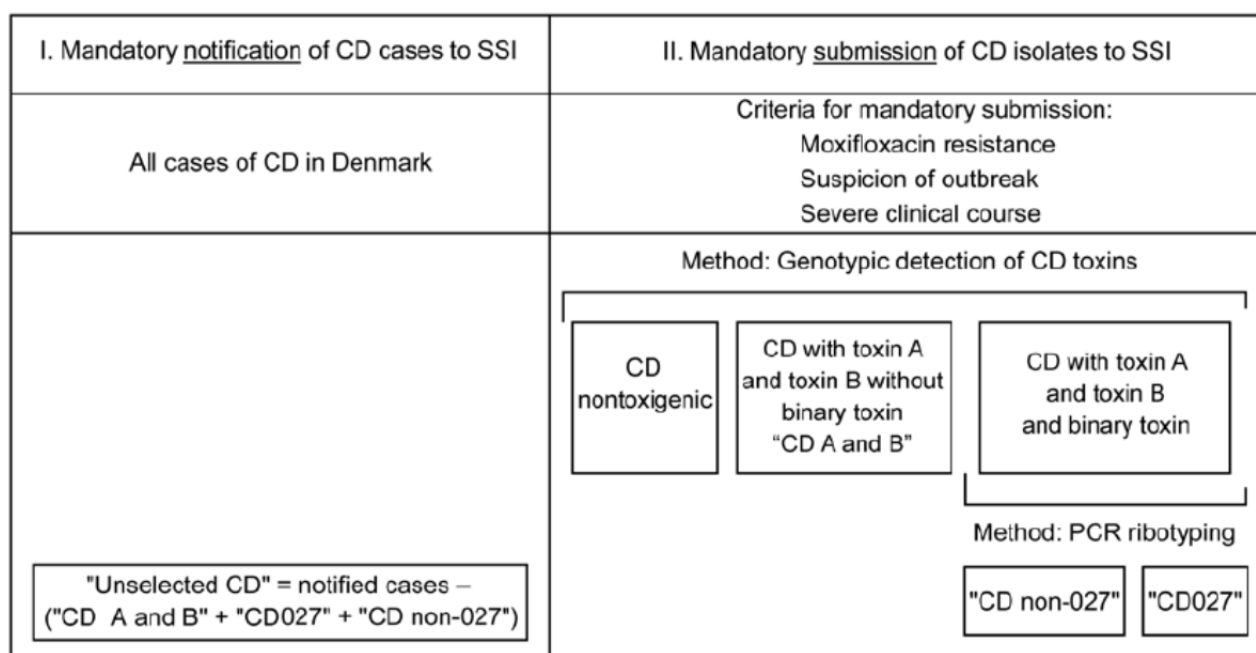 I. Mandatory notification of CD cases to SSI
II. Mandatory submission of CD isolates to SSI
All cases of CD in Denmark
Criteria for mandatory submission:
Moxifloxacin resistance
Suspicion of outbreak
Severe clinical course
Method: Genotypic detection of CD toxins
CD
nontoxigenic
CD with toxin A
and toxin B without
binary toxin
“CD A and B”
CD with toxin A
and toxin B
and binary toxin
Method: PCR ribotyping
"CD non-027"
"CD027"
"Unselected CD" = notified cases –
("CD A and B" + "CD027" + "CD non-027")